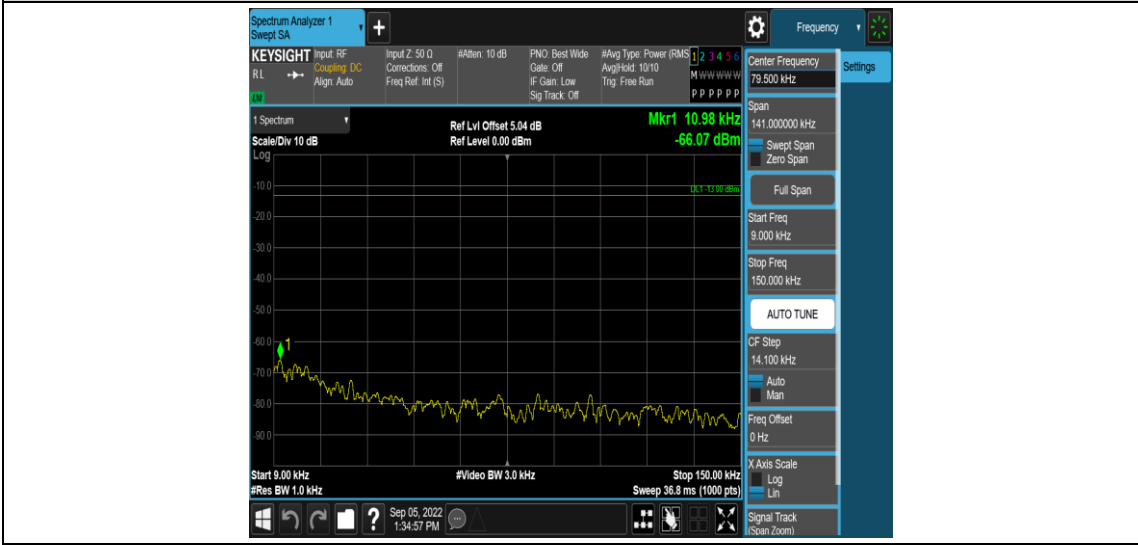 Spectrum Analyzer 1
Swept SA
+
Frequency
KEYSIGHT
RL
Input: RF
Coupling: DC
Align: Auto
Input Z: 50 Ω
Corrections: Off
Freq Ref: Int (S)
#Atten: 10 dB
PNO: Best Wide
Gate: Off
IF Gain: Low
Sig Track: Off
#Avg Type: Power (RMS
Avg|Hold: 10/10
Trig: Free Run
1 2 3 4 5 6
M W W W W W
P P P P P P
LXI
1 Spectrum
Scale/Div 10 dB
Log
Ref Lvl Offset 5.04 dB
Ref Level 0.00 dBm
Mkr1 10.98 kHz
-66.07 dBm
DL1 -13.00 dBm
-10.0
-20.0
-30.0
-40.0
-50.0
-60.0
-70.0
-80.0
-90.0
1
Start 9.00 kHz
#Res BW 1.0 kHz
#Video BW 3.0 kHz
Stop 150.00 kHz
Sweep 36.8 ms (1000 pts)
?
Sep 05, 2022
1:34:57 PM
Center Frequency
79.500 kHz
Settings
Span
141.000000 kHz
Swept Span
Zero Span
Full Span
Start Freq
9.000 kHz
Stop Freq
150.000 kHz
AUTO TUNE
CF Step
14.100 kHz
Auto
Man
Freq Offset
0 Hz
X Axis Scale
Log
Lin
Signal Track
(Span Zoom)